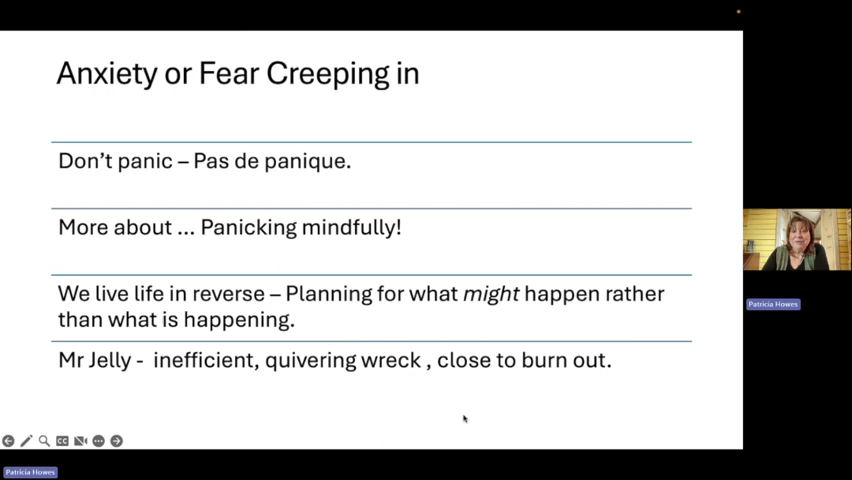 Anxiety or Fear Creeping in
Don’t panic – Pas de panique.
More about ... Panicking mindfully!
We live life in reverse – Planning for what might happen rather
than what is happening.
Mr Jelly - inefficient, quivering wreck , close to burn out.
Patricia Howes
CC
Patricia Howes